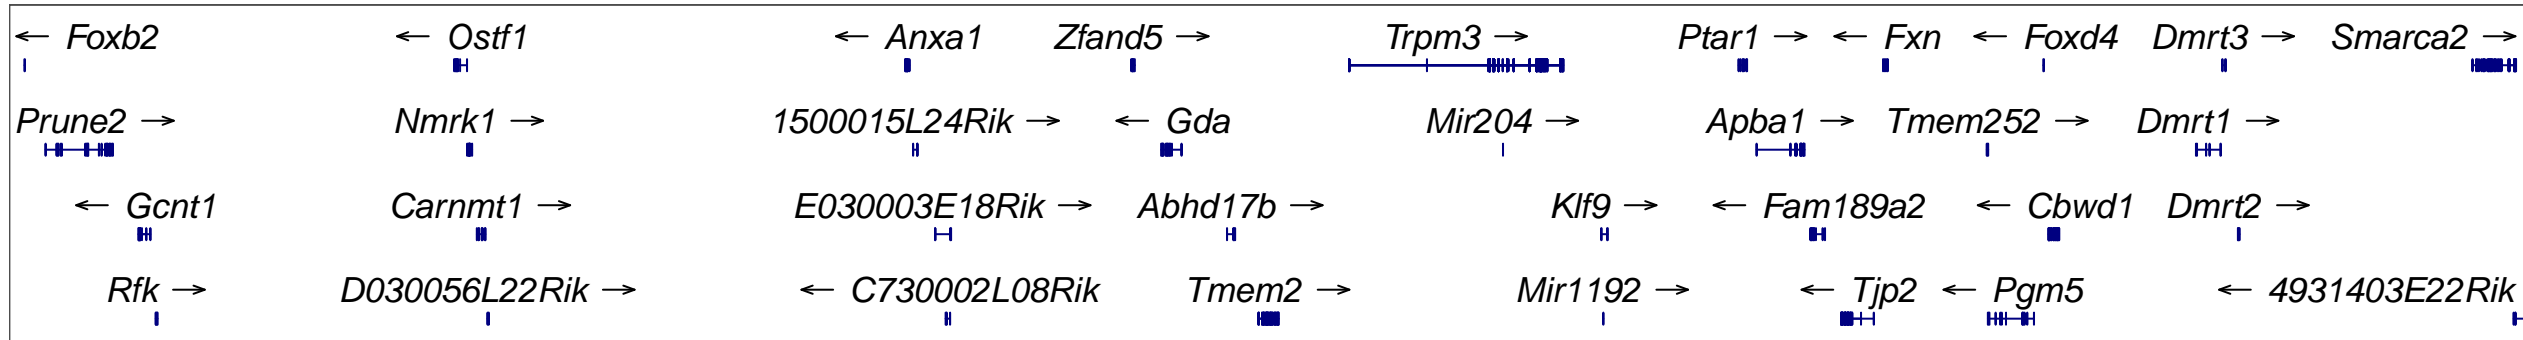 ← Foxb2 ← Ostf1 ← Anxa1 Zfand5 → Trpm3 → Ptar1 → ← Fxn ← Foxd4 Dmrt3 → Smarca2 →
Prune2 → Nmrk1 → 1500015L24Rik → ← Gda Mir204 → Apba1 → Tmem252 → Dmrt1 →
← Gcnt1 Carnmt1 → E030003E18Rik → Abhd17b → Klf9 → ← Fam189a2 ← Cbwd1 Dmrt2 →
Rfk → D030056L22Rik → ← C730002L08Rik Tmem2 → Mir1192 → ← Tjp2 ← Pgm5 ← 4931403E22Rik